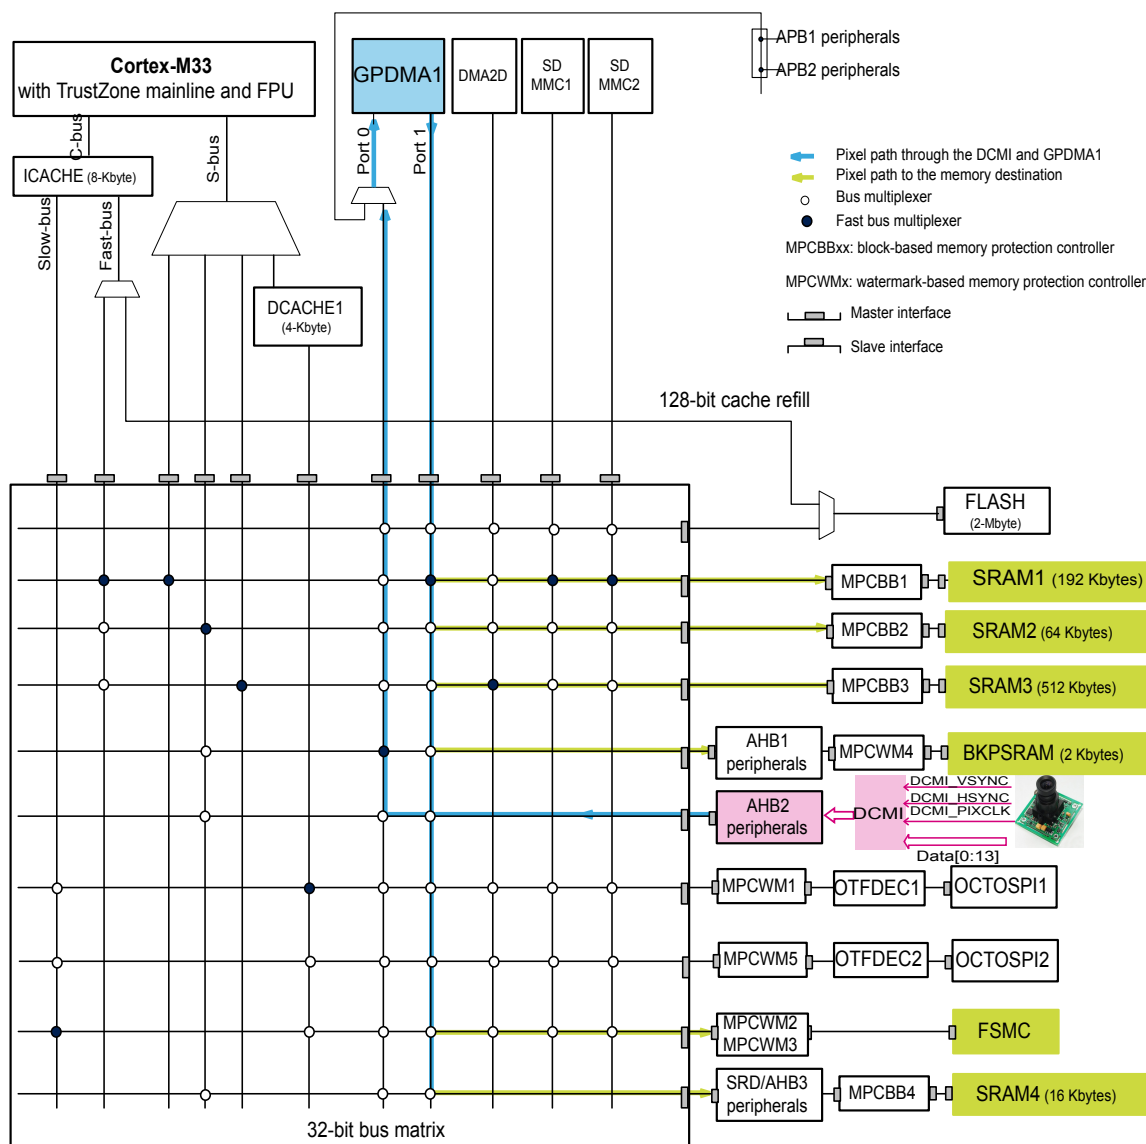 APB1 peripherals
APB2 peripherals
Cortex-M33
with TrustZone mainline and FPU
GPDMA1
DMA2D
SD
MMC1
SD
MMC2
C-bus
S-bus
Port 0
Port 1
ICACHE (8-Kbyte)
Slow-bus
Fast-bus
DCACHE1
(4-Kbyte)
Pixel path through the DCMI and GPDMA1
Pixel path to the memory destination
Bus multiplexer
Fast bus multiplexer
MPCBBxx: block-based memory protection controller
MPCWMx: watermark-based memory protection controller
Master interface
Slave interface
128-bit cache refill
FLASH
(2-Mbyte)
MPCBB1
SRAM1 (192 Kbytes)
MPCBB2
SRAM2 (64 Kbytes)
MPCBB3
SRAM3 (512 Kbytes)
AHB1
peripherals
MPCWM4
BKPSRAM (2 Kbytes)
AHB2
peripherals
DCMI
DCMI_VSYNC
DCMI_HSYNC
DCMI_PIXCLK
Data[0:13]
MPCWM1
OTFDEC1
OCTOSPI1
MPCWM5
OTFDEC2
OCTOSPI2
MPCWM2
MPCWM3
FSMC
SRD/AHB3
peripherals
MPCBB4
SRAM4 (16 Kbytes)
32-bit bus matrix